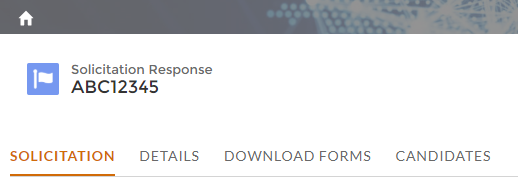 Solicitation Response
ABC12345
SOLICITATION DETAILS DOWNLOAD FORMS CANDIDATES